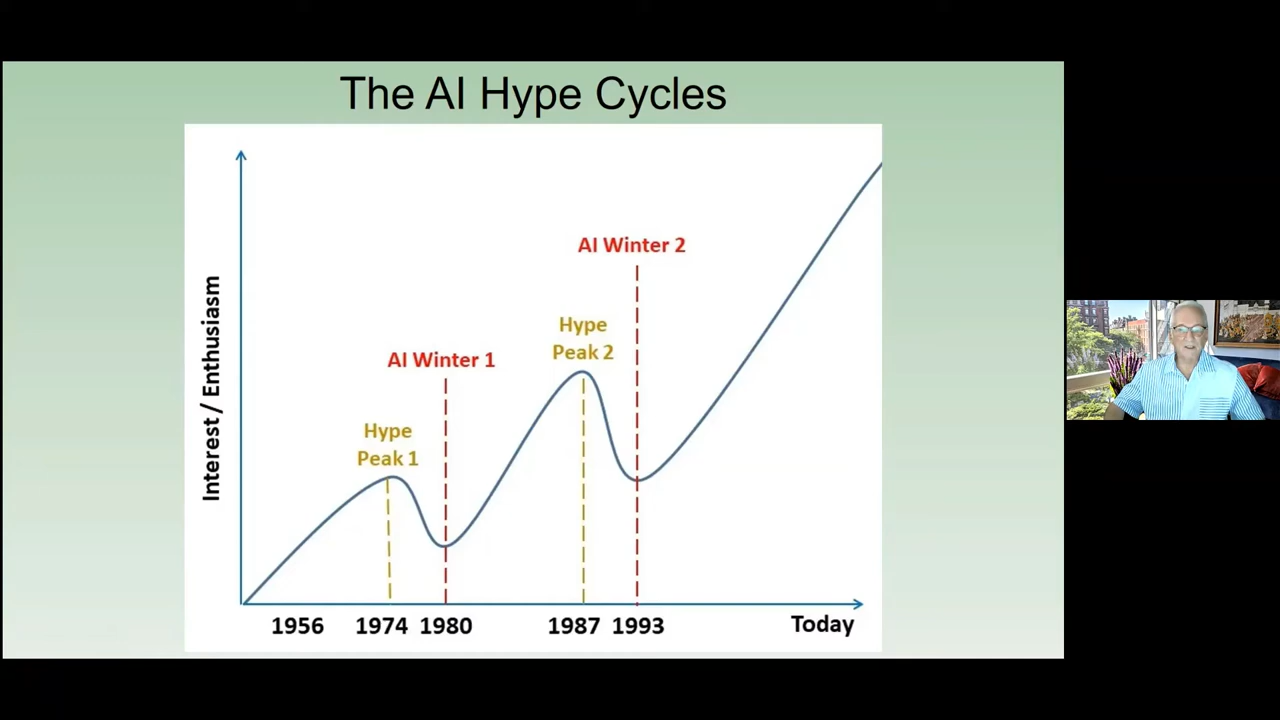 The AI Hype Cycles
Interest / Enthusiasm
AI Winter 2
Hype
Peak 2
AI Winter 1
Hype
Peak 1
1956 1974 1980 1987 1993 Today